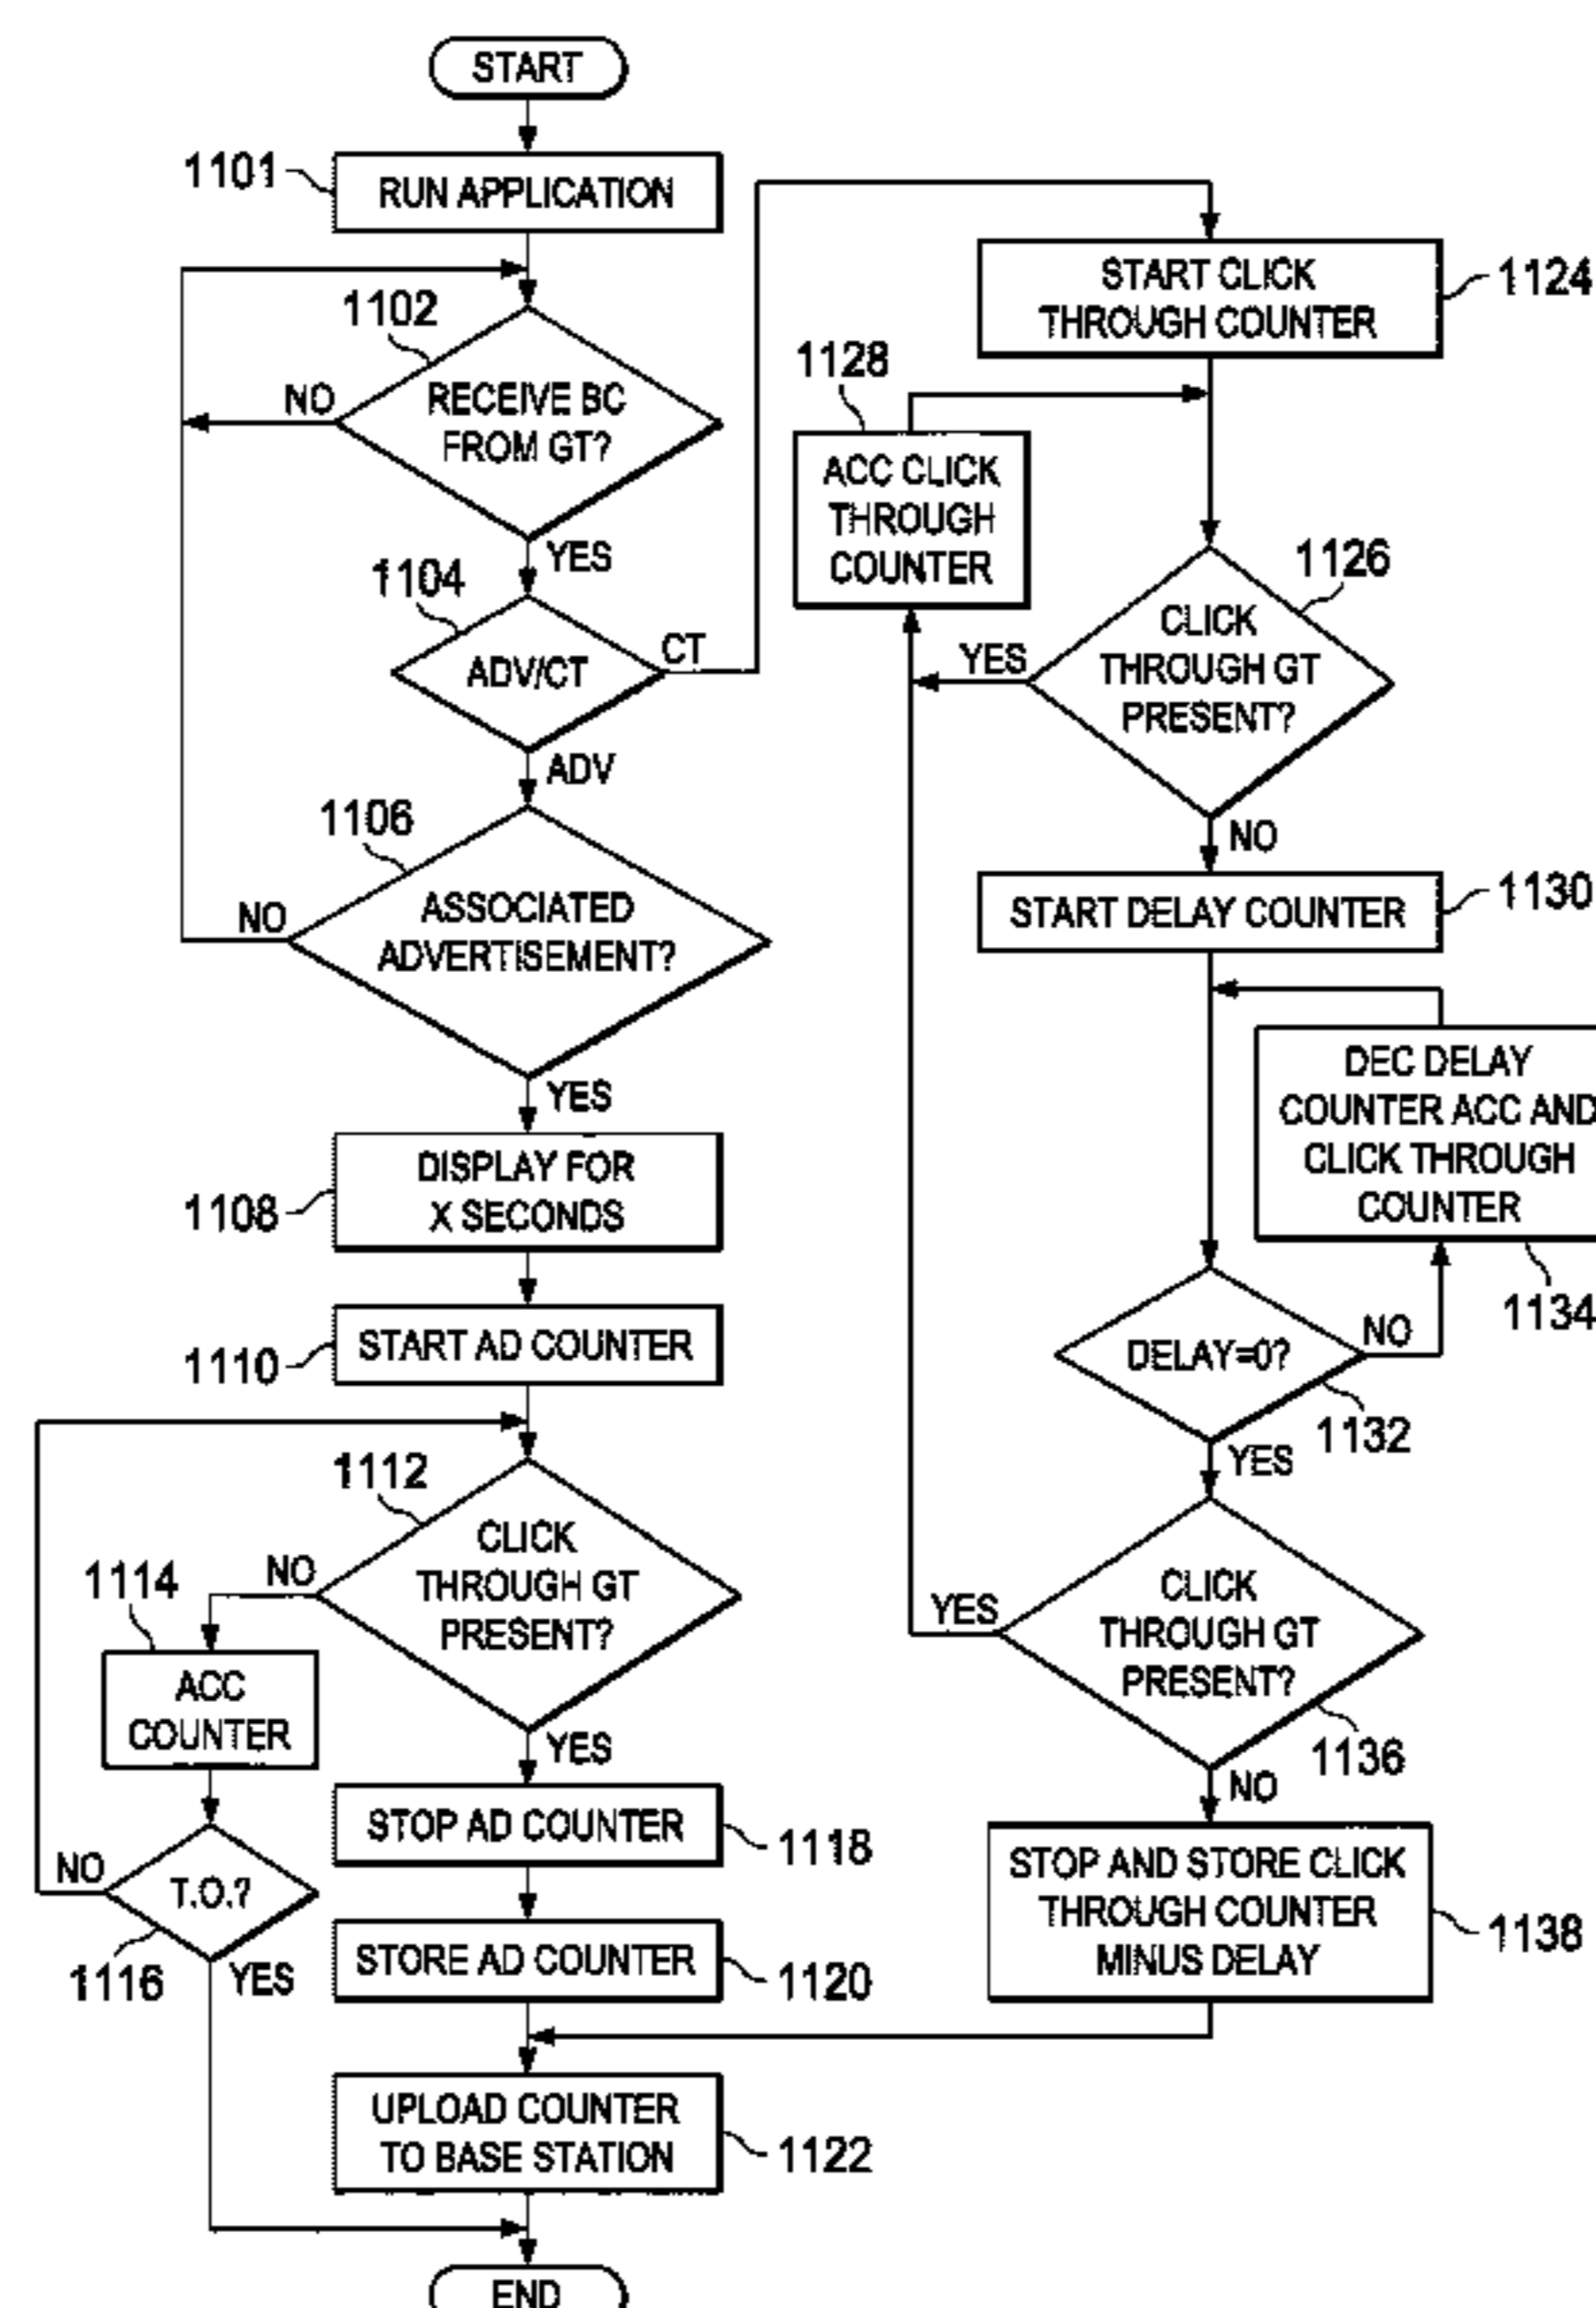 START
1101
RUN APPLICATION
1102
RECEIVE BC
FROM GT?
NO
YES
1104
ADV/CT
CT
ADV
1106
ASSOCIATED
ADVERTISEMENT?
NO
YES
1108
DISPLAY FOR
X SECONDS
1110
START AD COUNTER
1112
CLICK
THROUGH GT
PRESENT?
NO
YES
1114
ACC
COUNTER
T.O.?
NO
YES
1116
STOP AD COUNTER
1118
STORE AD COUNTER
1120
UPLOAD COUNTER
TO BASE STATION
1122
END
START CLICK
THROUGH COUNTER
1124
1128
ACC CLICK
THROUGH
COUNTER
1126
CLICK
THROUGH GT
PRESENT?
YES
NO
START DELAY COUNTER
1130
DEC DELAY
COUNTER ACC AND
CLICK THROUGH
COUNTER
1134
DELAY=0?
NO
1132
YES
CLICK
THROUGH GT
PRESENT?
YES
1136
NO
STOP AND STORE CLICK
THROUGH COUNTER
MINUS DELAY
1138